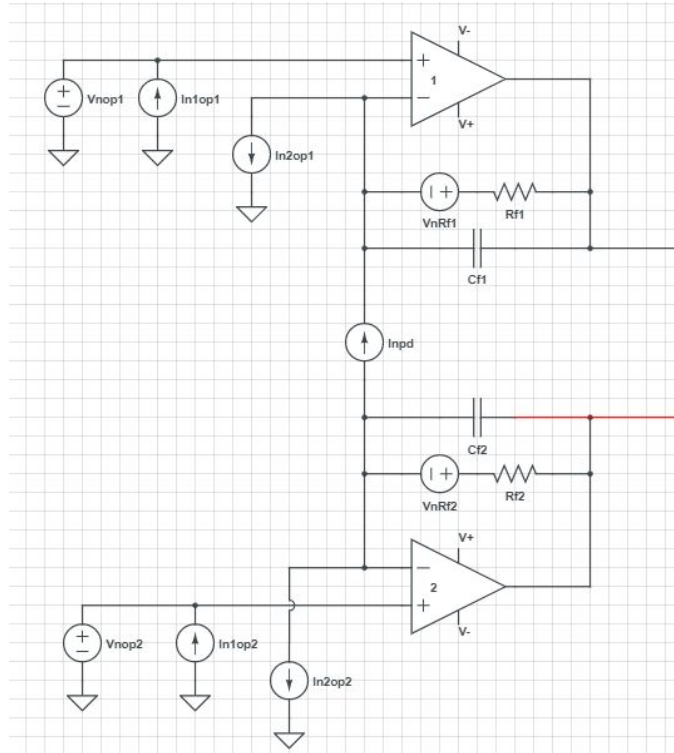 V-
+
1
−
V+
+
−
Vnop1
In1op1
In2op1
− +
VnRf1
Rf1
Cf1
Inpd
Cf2
− +
VnRf2
Rf2
V+
−
2
+
V-
+
−
Vnop2
In1op2
In2op2